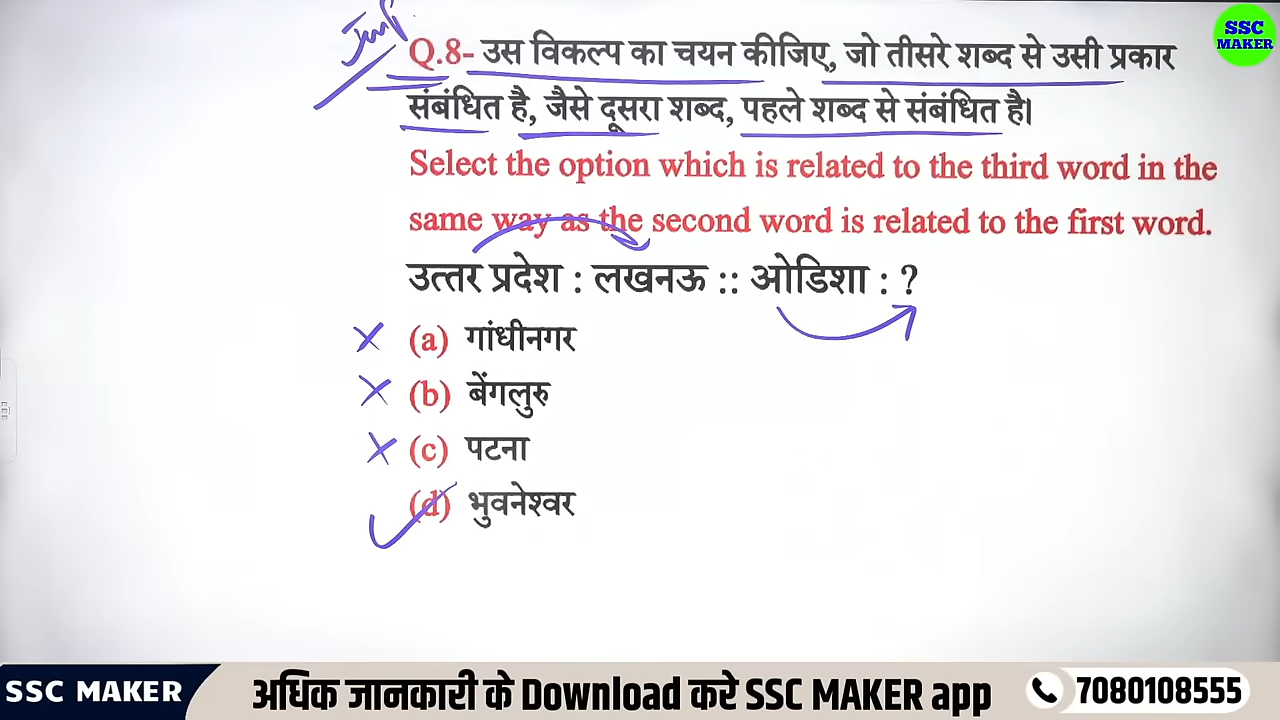 SSC
MAKER
Q.8- उस विकल्प का चयन कीजिए, जो तीसरे शब्द से उसी प्रकार
संबंधित है, जैसे दूसरा शब्द, पहले शब्द से संबंधित है।
Select the option which is related to the third word in the
same way as the second word is related to the first word.
उत्तर प्रदेश : लखनऊ :: ओडिशा : ?
(a) गांधीनगर
(b) बेंगलुरु
(c) पटना
(d) भुवनेश्वर
SSC MAKER अधिक जानकारी के Download करे SSC MAKER app 7080108555